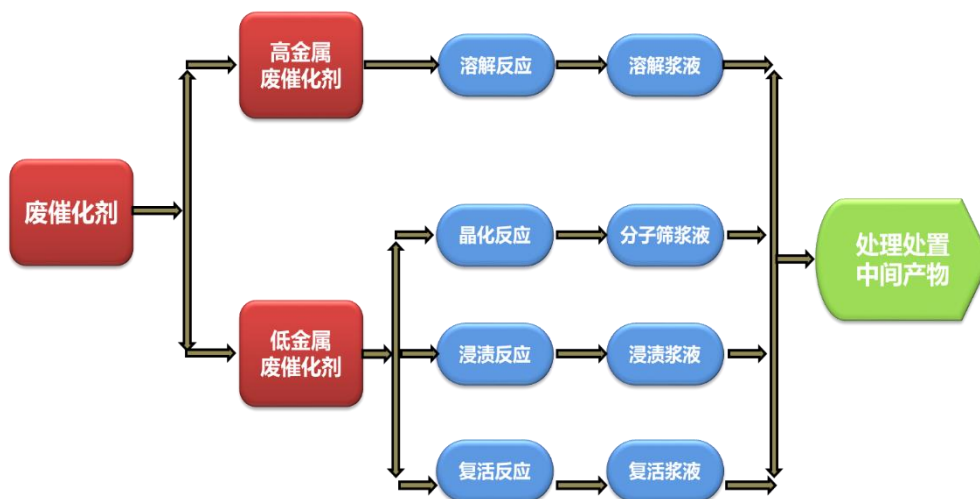 高金属
废催化剂
溶解反应
溶解浆液
废催化剂
晶化反应
分子筛浆液
处理处置
中间产物
低金属
废催化剂
浸渍反应
浸渍浆液
复活反应
复活浆液